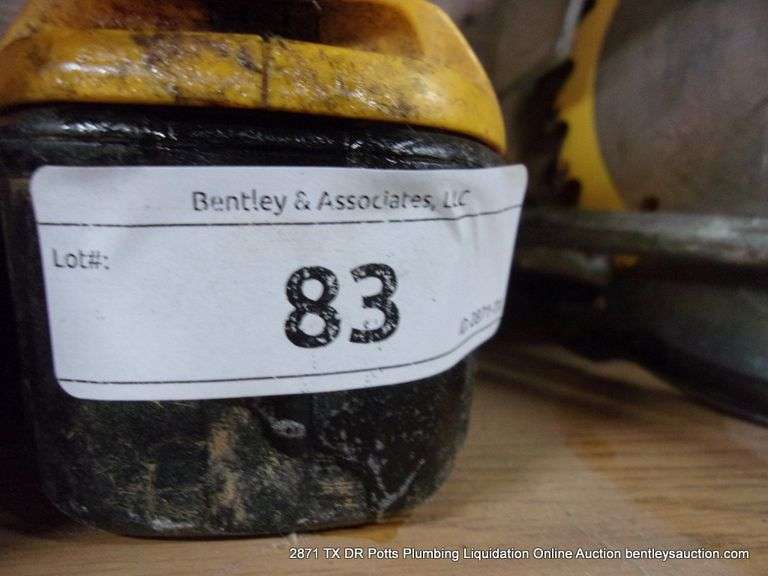 Bentley & Associates, LLC
Lot#:
83
2871 TX DR Potts Plumbing Liquidation Online Auction bentleysauction.com